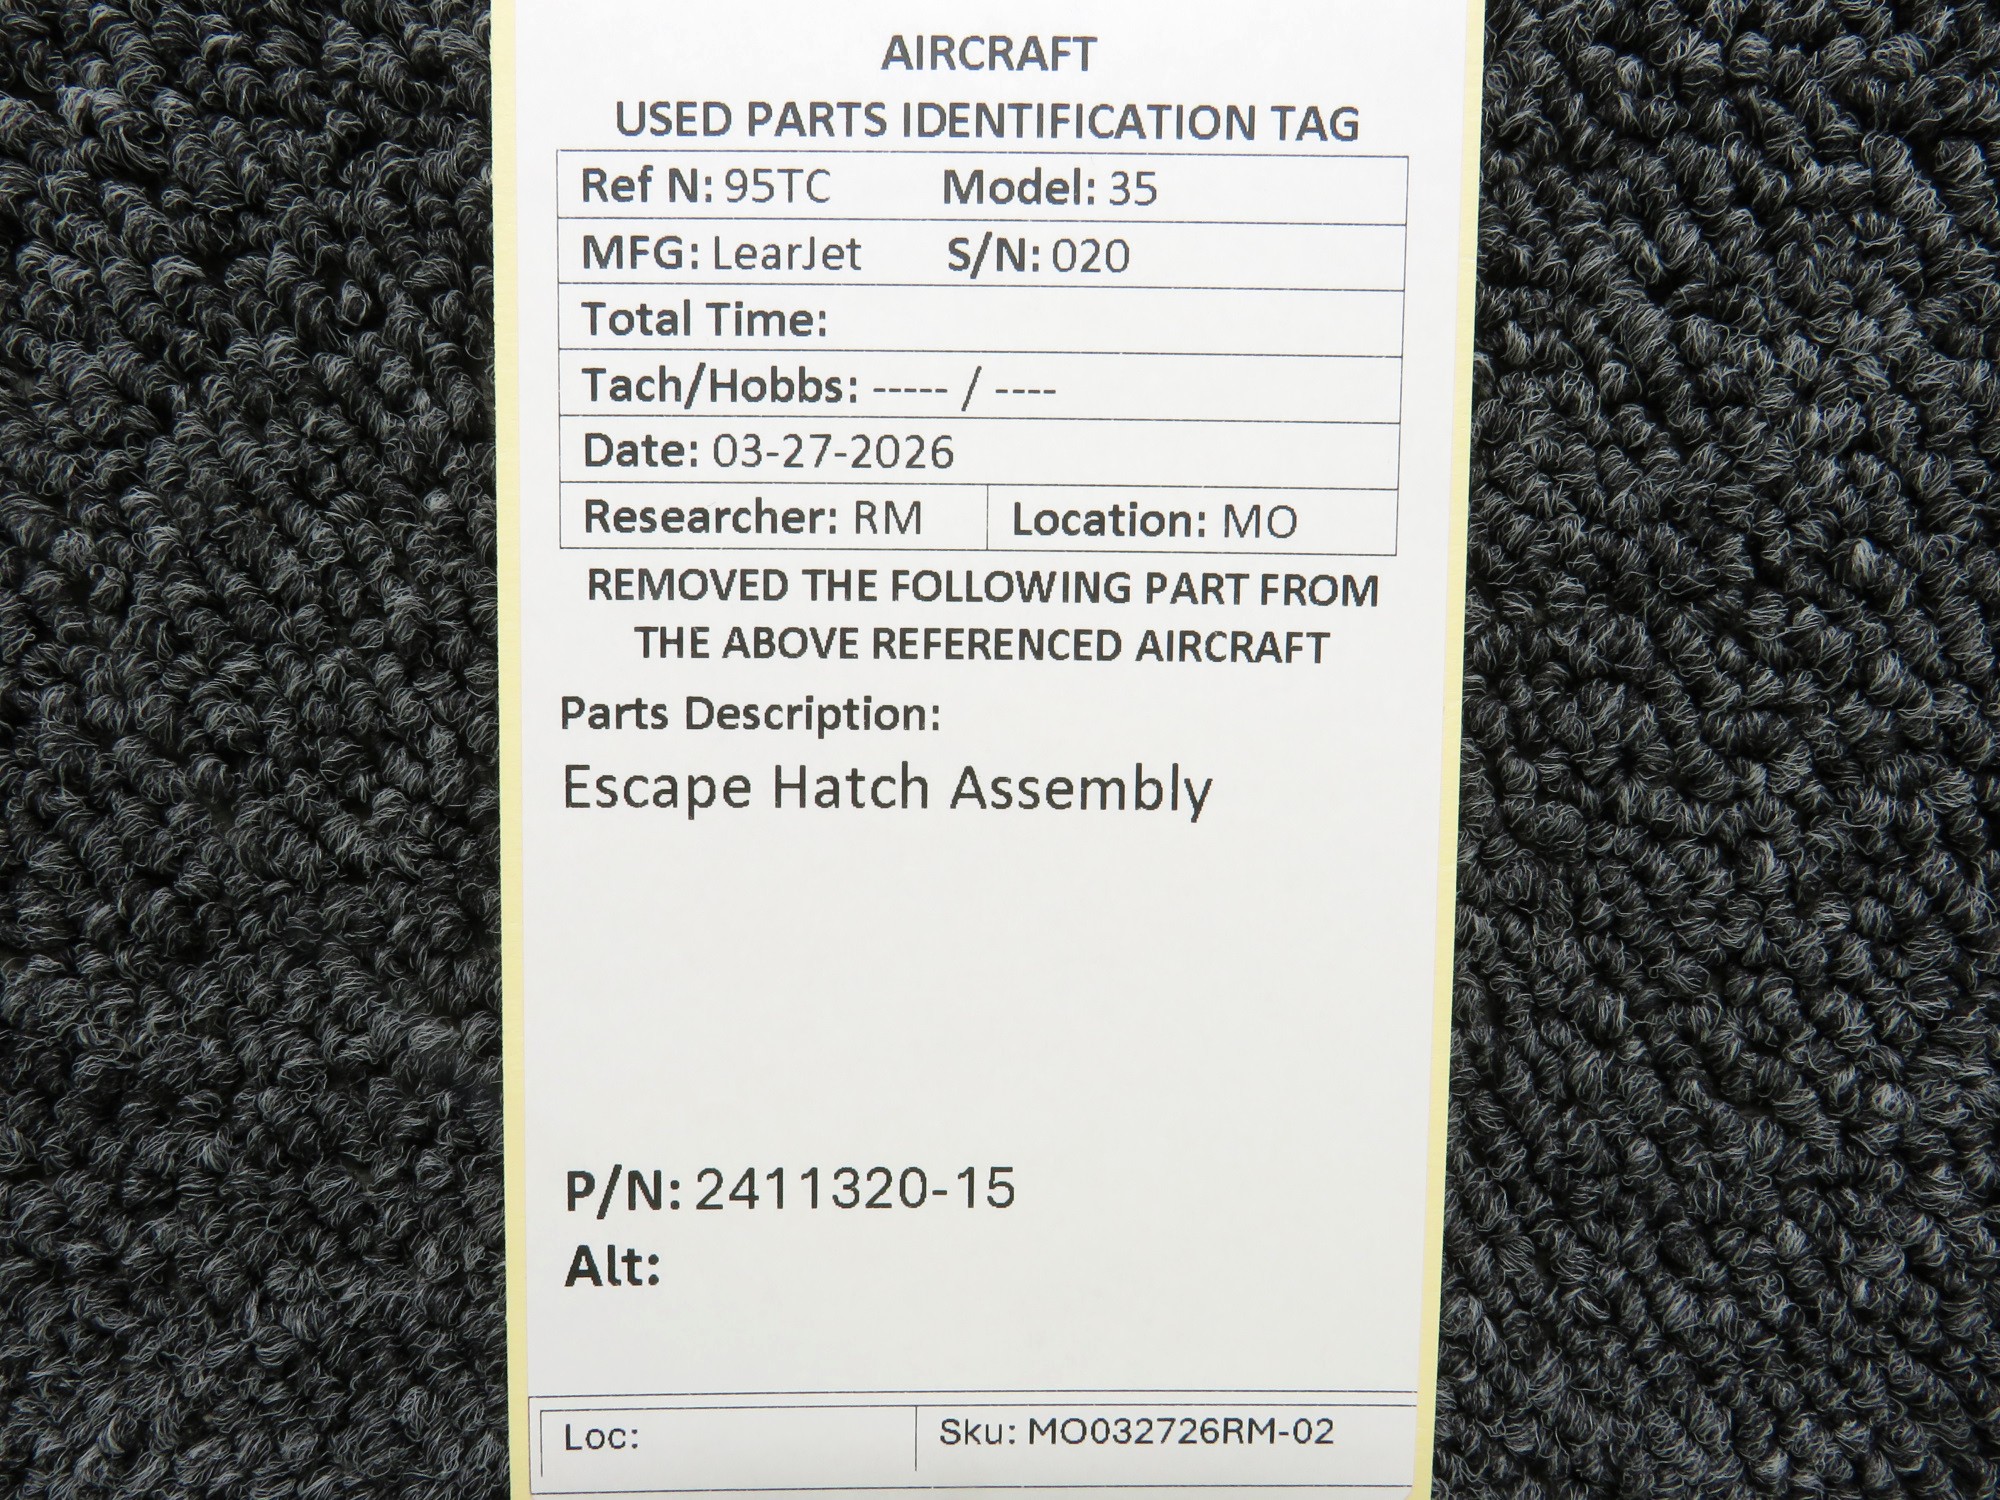 AIRCRAFT
USED PARTS IDENTIFICATION TAG
Ref N: 95TC Model: 35
MFG: LearJet S/N: 020
Total Time:
Tach/Hobbs: ----- / ----
Date: 03-27-2026
Researcher: RM Location: MO
REMOVED THE FOLLOWING PART FROM
THE ABOVE REFERENCED AIRCRAFT
Parts Description:
Escape Hatch Assembly
P/N: 2411320-15
Alt:
Loc: Sku: MO032726RM-02